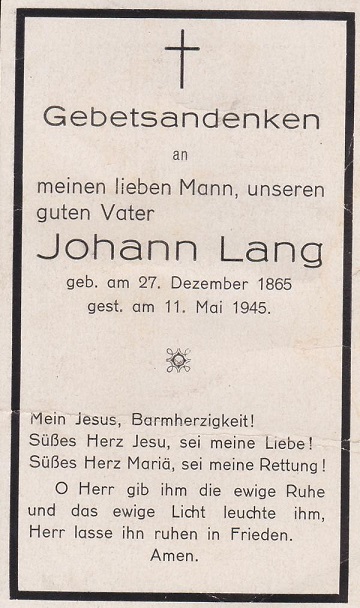 Gebetsandenken
an
meinen lieben Mann, unseren
guten Vater
Johann Lang
geb. am 27. Dezember 1865
gest. am 11. Mai 1945.
Mein Jesus, Barmherzigkeit!
Süßes Herz Jesu, sei meine Liebe!
Süßes Herz Mariä, sei meine Rettung!
O Herr gib ihm die ewige Ruhe
und das ewige Licht leuchte ihm,
Herr lasse ihn ruhen in Frieden.
Amen.